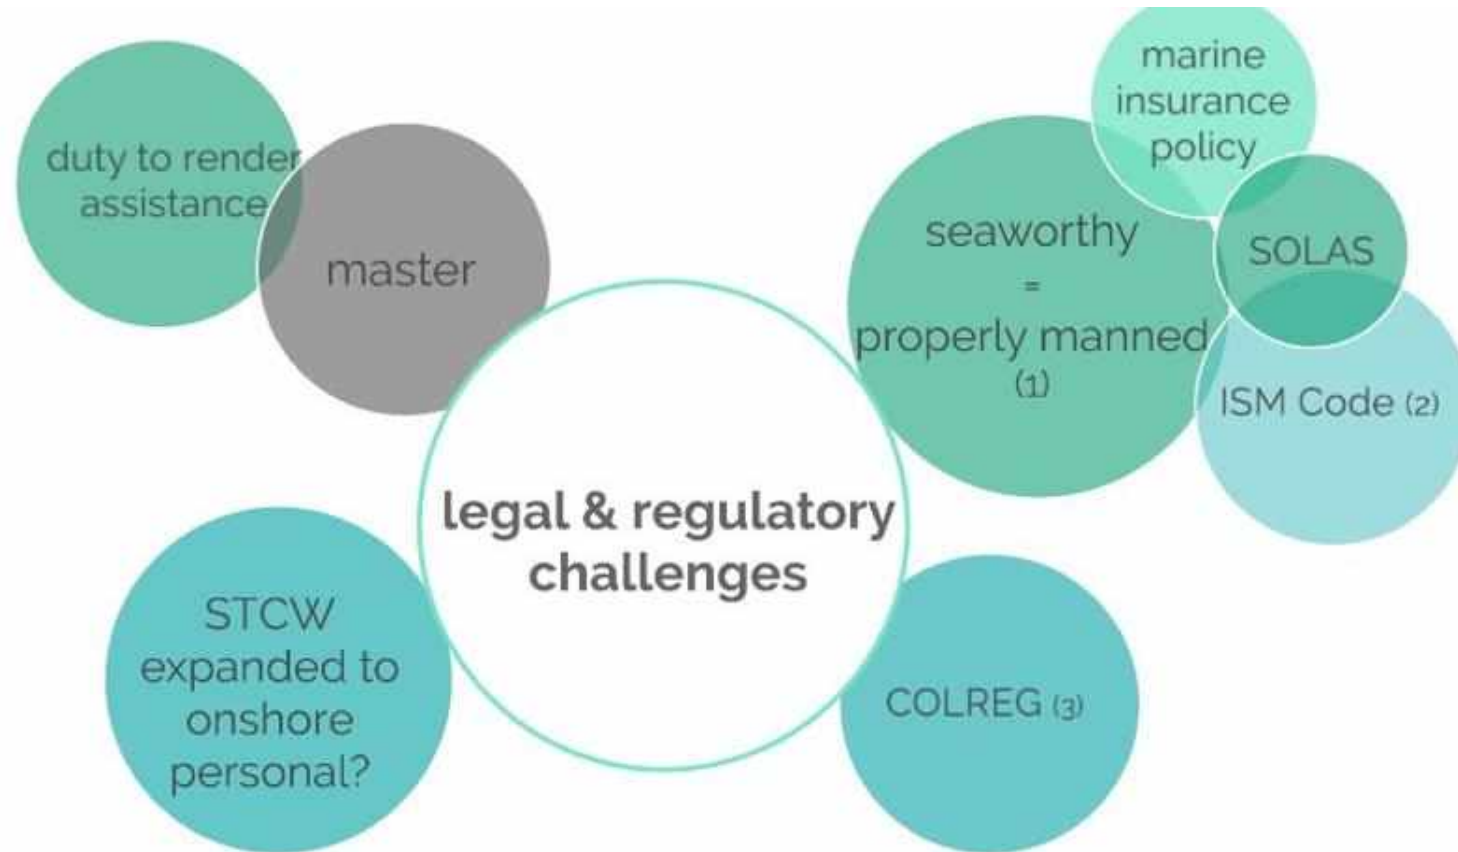 duty to render
assistance
master
marine
insurance
policy
seaworthy
=
properly manned
(1)
SOLAS
ISM Code (2)
legal & regulatory
challenges
STCW
expanded to
onshore
personal?
COLREG (3)